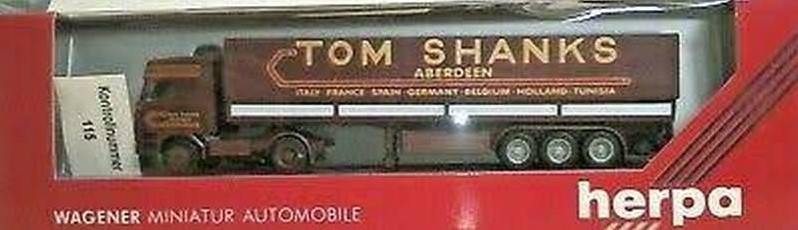 TOM SHANKS
ABERDEEN
ITALY·FRANCE·SPAIN·GERMANY·BELGIUM·HOLLAND·TUNISIA
Kontrollnummer
115
WAGENER MINIATUR AUTOMOBILE
herpa